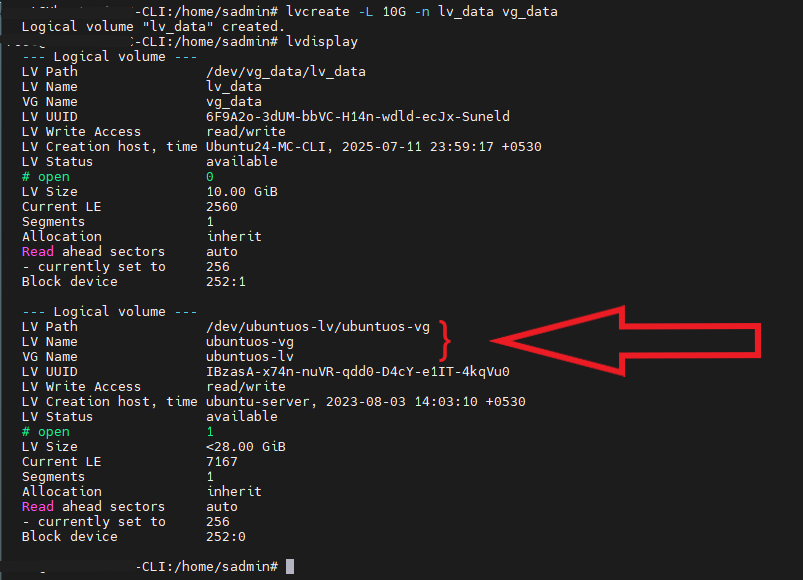 -CLI:/home/sadmin# lvcreate -L 10G -n lv_data vg_data
Logical volume "lv_data" created.
-CLI:/home/sadmin# lvdisplay
--- Logical volume ---
LV Path                /dev/vg_data/lv_data
LV Name                lv_data
VG Name                vg_data
LV UUID                6F9A2o-3dUM-bbVC-H14n-wdld-ecJx-Suneld
LV Write Access        read/write
LV Creation host, time Ubuntu24-MC-CLI, 2025-07-11 23:59:17 +0530
LV Status              available
# open                 0
LV Size                10.00 GiB
Current LE             2560
Segments               1
Allocation             inherit
Read ahead sectors     auto
- currently set to     256
Block device           252:1
--- Logical volume ---
LV Path                /dev/ubuntuos-lv/ubuntuos-vg
LV Name                ubuntuos-vg
VG Name                ubuntuos-lv
LV UUID                IBzasA-x74n-nuVR-qdd0-D4cY-e1IT-4kqVu0
LV Write Access        read/write
LV Creation host, time ubuntu-server, 2023-08-03 14:03:10 +0530
LV Status              available
# open                 1
LV Size                <28.00 GiB
Current LE             7167
Segments               1
Allocation             inherit
Read ahead sectors     auto
- currently set to     256
Block device           252:0
-CLI:/home/sadmin#